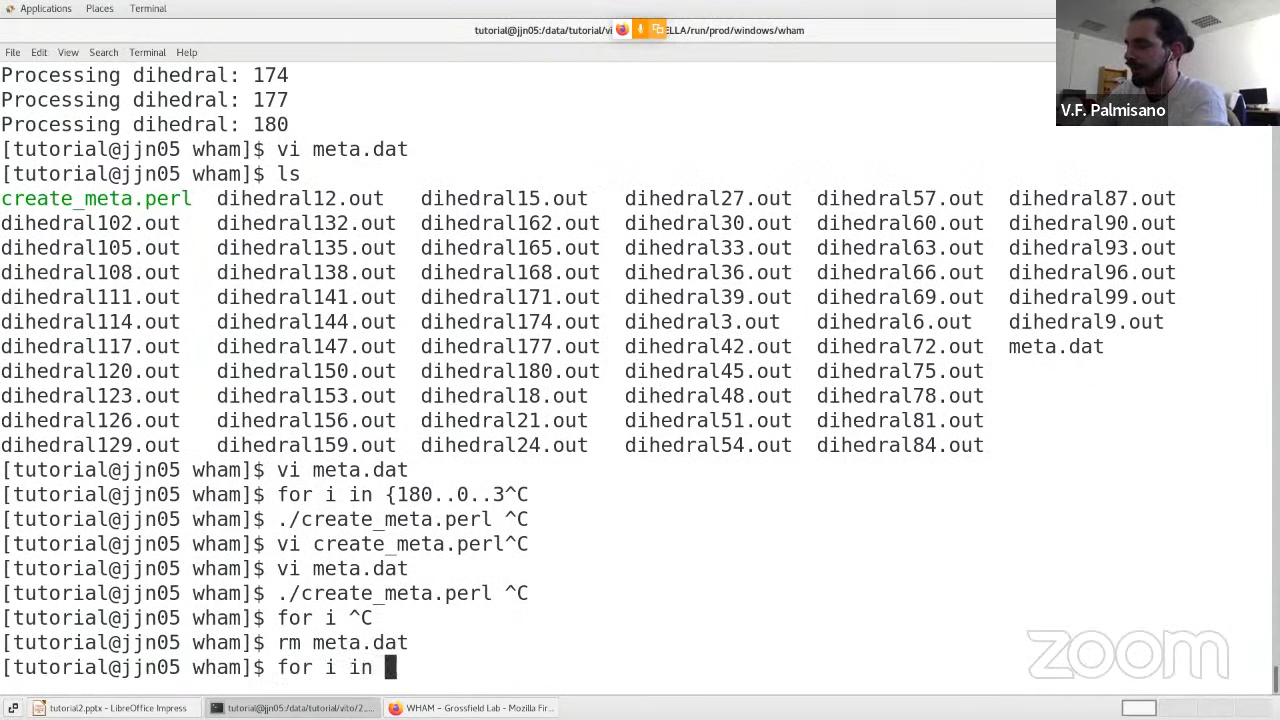 Applications Places Terminal
tutorial@jjn05:/data/tutorial/vi ELLA/run/prod/windows/wham
File Edit View Search Terminal Help
V.F. Palmisano
Processing dihedral: 174
Processing dihedral: 177
Processing dihedral: 180
[tutorial@jjn05 wham]$ vi meta.dat
[tutorial@jjn05 wham]$ ls
create_meta.perl dihedral12.out dihedral15.out dihedral27.out dihedral57.out dihedral87.out
dihedral102.out dihedral132.out dihedral162.out dihedral30.out dihedral60.out dihedral90.out
dihedral105.out dihedral135.out dihedral165.out dihedral33.out dihedral63.out dihedral93.out
dihedral108.out dihedral138.out dihedral168.out dihedral36.out dihedral66.out dihedral96.out
dihedral111.out dihedral141.out dihedral171.out dihedral39.out dihedral69.out dihedral99.out
dihedral114.out dihedral144.out dihedral174.out dihedral3.out dihedral6.out dihedral9.out
dihedral117.out dihedral147.out dihedral177.out dihedral42.out dihedral72.out meta.dat
dihedral120.out dihedral150.out dihedral180.out dihedral45.out dihedral75.out
dihedral123.out dihedral153.out dihedral18.out dihedral48.out dihedral78.out
dihedral126.out dihedral156.out dihedral21.out dihedral51.out dihedral81.out
dihedral129.out dihedral159.out dihedral24.out dihedral54.out dihedral84.out
[tutorial@jjn05 wham]$ vi meta.dat
[tutorial@jjn05 wham]$ for i in {180..0..3^C
[tutorial@jjn05 wham]$ ./create_meta.perl ^C
[tutorial@jjn05 wham]$ vi create_meta.perl^C
[tutorial@jjn05 wham]$ vi meta.dat
[tutorial@jjn05 wham]$ ./create_meta.perl ^C
[tutorial@jjn05 wham]$ for i ^C
[tutorial@jjn05 wham]$ rm meta.dat
[tutorial@jjn05 wham]$ for i in
zoom
tutorial2.pptx - LibreOffice Impress tutorial@jjn05:/data/tutorial/vito/2.... WHAM – Grossfield Lab - Mozilla Fir...